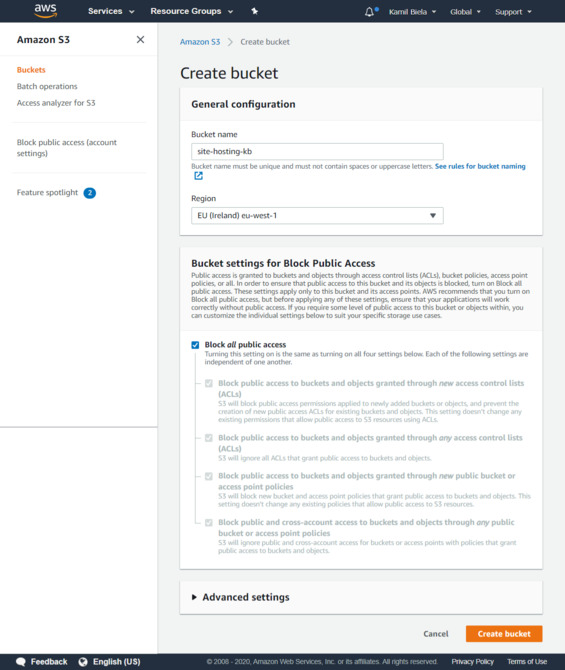 aws
Services
Resource Groups
Kamil Biela
Global
Support
Amazon S3
Buckets
Batch operations
Access analyzer for S3
Block public access (account
settings)
Feature spotlight 2
Amazon S3
Create bucket
Create bucket
General configuration
Bucket name
site-hosting-kb
Bucket name must be unique and must not contain spaces or uppercase letters. See rules for bucket naming
Region
EU (Ireland) eu-west-1
Bucket settings for Block Public Access
Public access is granted to buckets and objects through access control lists (ACLs), bucket policies, access point
policies, or all. In order to ensure that public access to this bucket and its objects is blocked, turn on Block all
public access. These settings apply only to this bucket and its access points. AWS recommends that you turn on
Block all public access, but before applying any of these settings, ensure that your applications will work
correctly without public access. If you require some level of public access to this bucket or objects within, you
can customize the individual settings below to suit your specific storage use cases.
Block all public access
Turning this setting on is the same as turning on all four settings below. Each of the following settings are
independent of one another.
Block public access to buckets and objects granted through new access control lists
(ACLs)
S3 will block public access permissions applied to newly added buckets or objects, and prevent the
creation of new public access ACLs for existing buckets and objects. This setting doesn't change any
existing permissions that allow public access to S3 resources using ACLs.
Block public access to buckets and objects granted through any access control lists
(ACLs)
S3 will ignore all ACLs that grant public access to buckets and objects.
Block public access to buckets and objects granted through new public bucket or
access point policies
S3 will block new bucket and access point policies that grant public access to buckets and objects. This
setting doesn't change any existing policies that allow public access to S3 resources.
Block public and cross-account access to buckets and objects through any public
bucket or access point policies
S3 will ignore public and cross-account access for buckets or access points with policies that grant
public access to buckets and objects.
Advanced settings
Cancel
Create bucket
Feedback
English (US)
© 2008 - 2020, Amazon Web Services, Inc. or its affiliates. All rights reserved.
Privacy Policy
Terms of Use